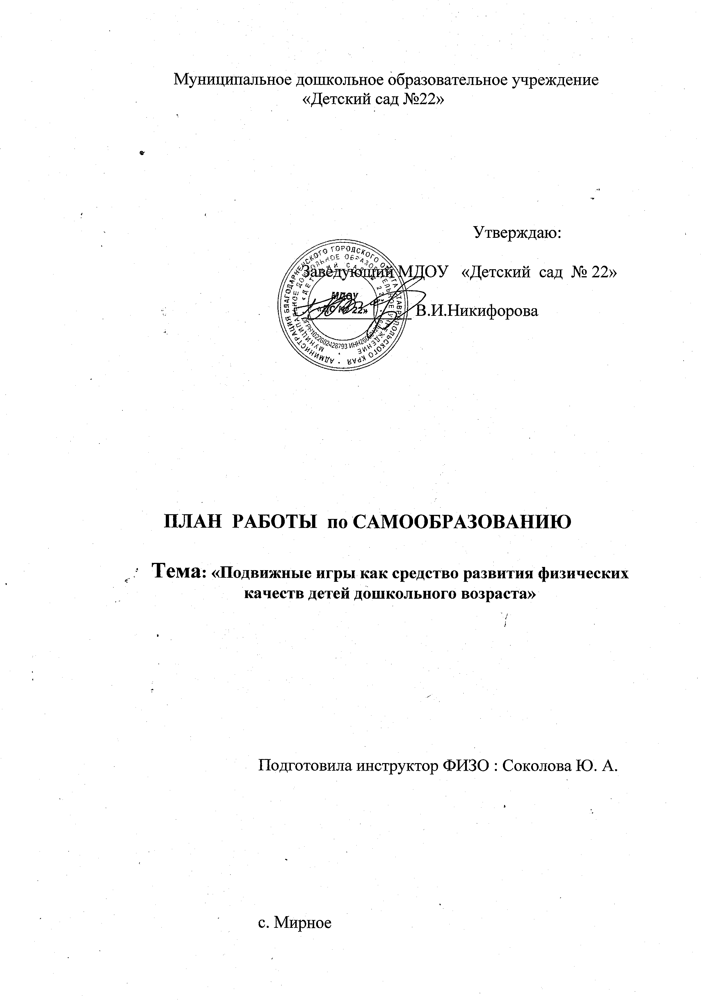 Муниципальное дошкольное образовательное учреждение
«Детский сад №22»
Утверждаю:
Заведующий МДОУ «Детский сад № 22»
В.И.Никифорова
АДМИНИСТРАЦИЯ БЛАГОДАРНЕНСКОГО ГОРОДСКОГО ОКРУГА СТАВРОПОЛЬСКОГО КРАЯ
МУНИЦИПАЛЬНОЕ ДОШКОЛЬНОЕ ОБРАЗОВАТЕЛЬНОЕ УЧРЕЖДЕНИЕ
«ДЕТСКИЙ САД № 22»
ОГРН1022602428793 ИНН
МДОУ
«ДС № 22»
ПЛАН РАБОТЫ по САМООБРАЗОВАНИЮ
Тема: «Подвижные игры как средство развития физических
качеств детей дошкольного возраста»
Подготовила инструктор ФИЗО : Соколова Ю. А.
с. Мирное